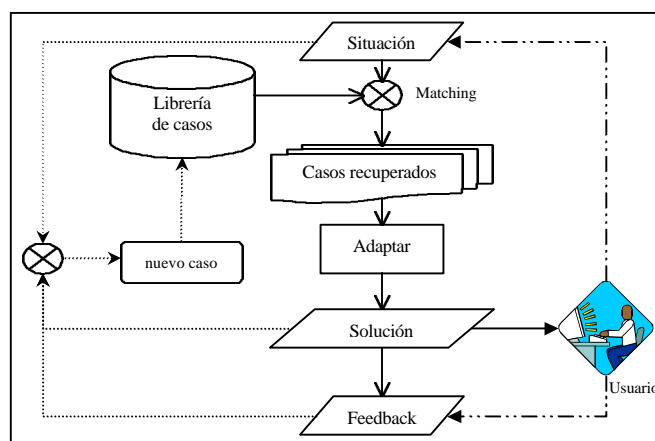 Situación
Librería
de casos
Matching
Casos recuperados
Adaptar
nuevo caso
Solución
Usuario
Feedback